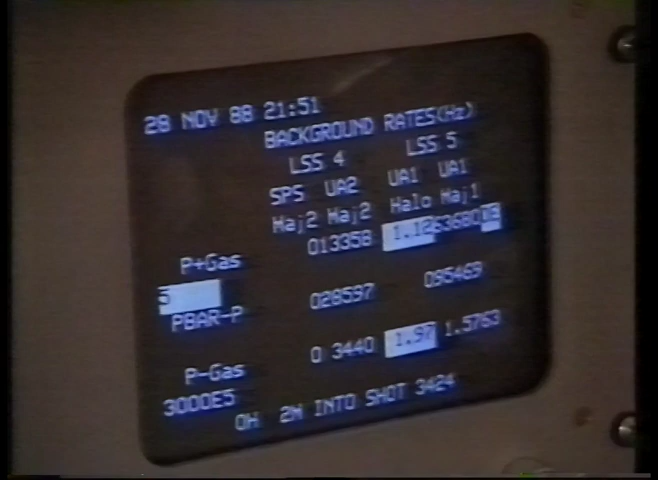 28 NOV 88 21:51
BACKGROUND RATES(Hz)
LSS 4 LSS 5
SPS UA2 UA1 UA1
Maj2 Maj2 Halo Maj1
P+Gas 013358 1.126
5
PBAR-P 028597 095469
P-Gas 0 3440 1.97 1.5763
3000E5
0H 2M INTO SHOT 3424